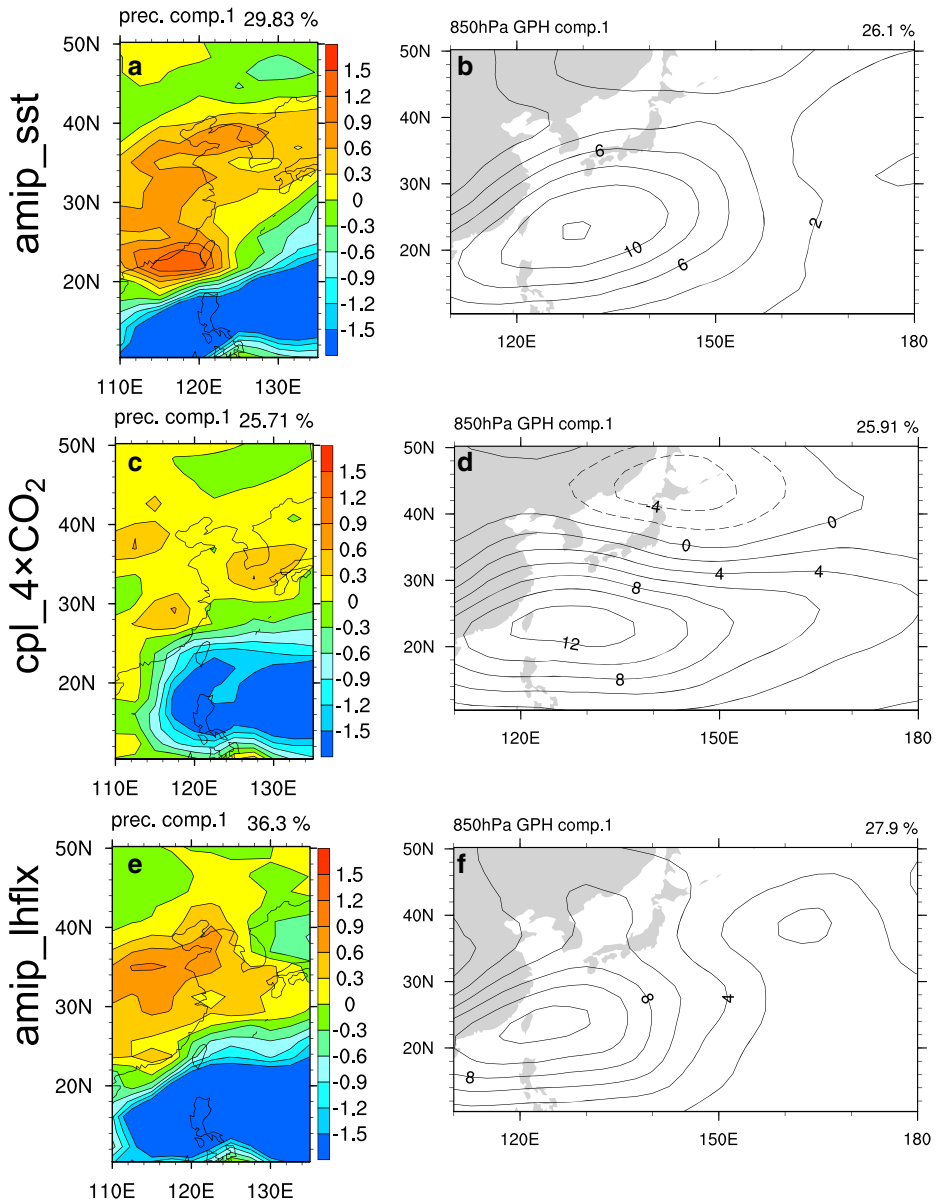 prec. comp.1 29.83 %
850hPa GPH comp.1 26.1 %
amip_sst
a
50N
40N
30N
20N
110E 120E 130E
1.5
1.2
0.9
0.6
0.3
0
-0.3
-0.6
-0.9
-1.2
-1.5
b
50N
40N
30N
20N
6
10
6
2
120E 150E 180
prec. comp.1 25.71 %
850hPa GPH comp.1 25.91 %
cpl_4×CO₂
c
50N
40N
30N
20N
110E 120E 130E
1.5
1.2
0.9
0.6
0.3
0
-0.3
-0.6
-0.9
-1.2
-1.5
d
50N
40N
30N
20N
-4
0
0
4
4
8
12
8
120E 150E 180
prec. comp.1 36.3 %
850hPa GPH comp.1 27.9 %
amip_lhflx
e
50N
40N
30N
20N
110E 120E 130E
1.5
1.2
0.9
0.6
0.3
0
-0.3
-0.6
-0.9
-1.2
-1.5
f
50N
40N
30N
20N
8
4
8
120E 150E 180